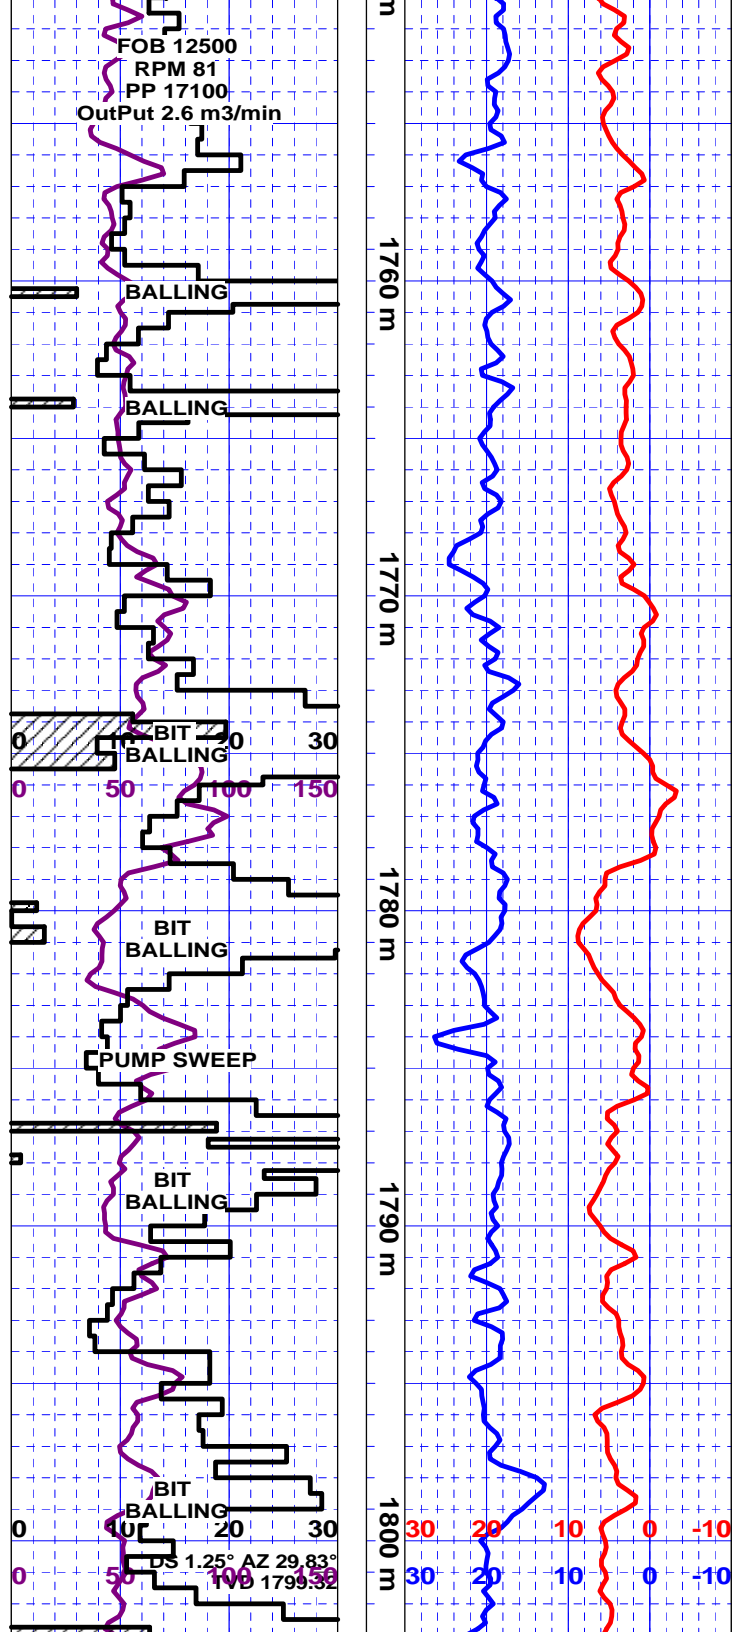 m
FOB 12500
RPM 81
PP 17100
OutPut 2.6 m3/min
1760 m
BALLING
BALLING
1770 m
0 10 20 30
BIT
BALLING
0 50 100 150
1780 m
BIT
BALLING
PUMP SWEEP
1790 m
BIT
BALLING
BIT
BALLING
0 10 20 30
30 20 10 0 -10
1800 m
DS 1.25° AZ 29.83°
0 50 100 150
TVD 1799.32
30 20 10 0 -10